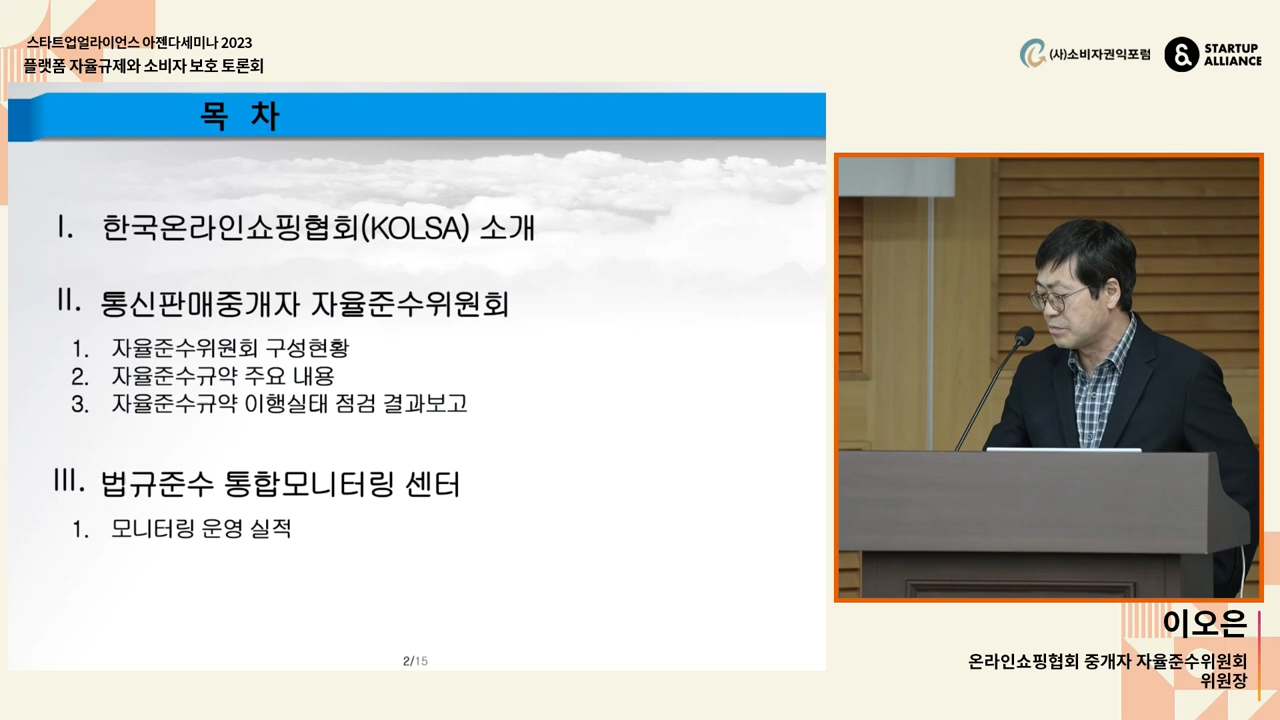 스타트업얼라이언스 아젠다세미나 2023
플랫폼 자율규제와 소비자 보호 토론회
(사)소비자권익포럼
STARTUP
ALLIANCE
목 차
I. 한국온라인쇼핑협회(KOLSA) 소개
II. 통신판매중개자 자율준수위원회
1. 자율준수위원회 구성현황
2. 자율준수규약 주요 내용
3. 자율준수규약 이행실태 점검 결과보고
III. 법규준수 통합모니터링 센터
1. 모니터링 운영 실적
2/15
이오은
온라인쇼핑협회 중개자 자율준수위원회
위원장